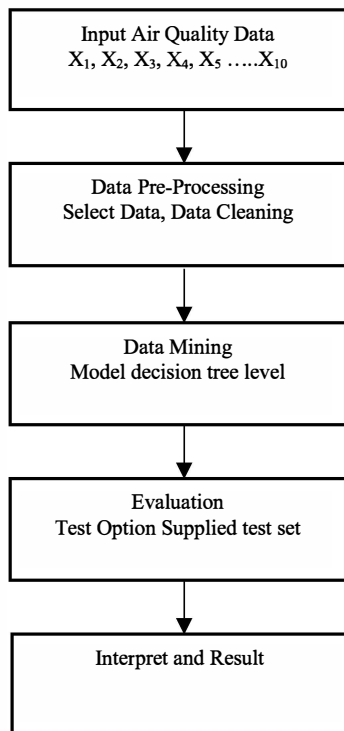 Input Air Quality Data
X₁, X₂, X₃, X₄, X₅ …..X₁₀
Data Pre-Processing
Select Data, Data Cleaning
Data Mining
Model decision tree level
Evaluation
Test Option Supplied test set
Interpret and Result